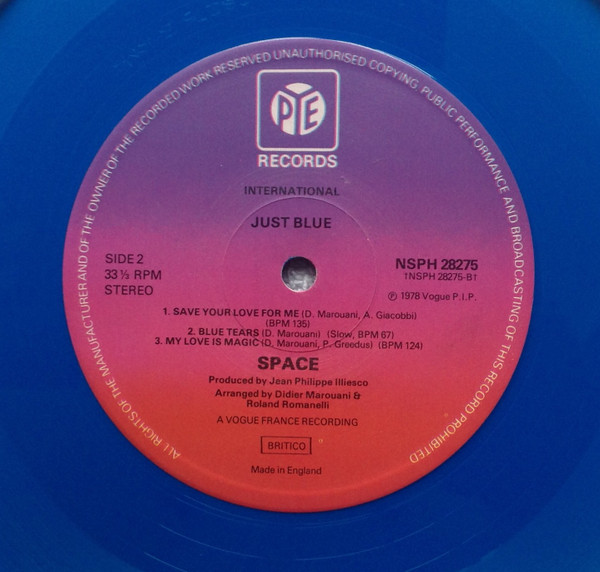 ALL RIGHTS OF THE MANUFACTURER AND OF THE OWNER OF THE RECORDED WORK RESERVED UNAUTHORISED COPYING PUBLIC PERFORMANCE AND BROADCASTING OF THIS RECORD PROHIBITED
PYE
RECORDS
INTERNATIONAL
JUST BLUE
SIDE 2
33⅓ RPM
STEREO
NSPH 28275
†NSPH 28275-B†
℗ 1978 Vogue P.I.P.
1. SAVE YOUR LOVE FOR ME (D. Marouani, A. Giacobbi)
(BPM 135)
2. BLUE TEARS (D. Marouani) (Slow, BPM 67)
3. MY LOVE IS MAGIC (D. Marouani, P. Greedus) (BPM 124)
SPACE
Produced by Jean Philippe Illiesco
Arranged by Didier Marouani &
Roland Romanelli
A VOGUE FRANCE RECORDING
BRITICO
Made in England